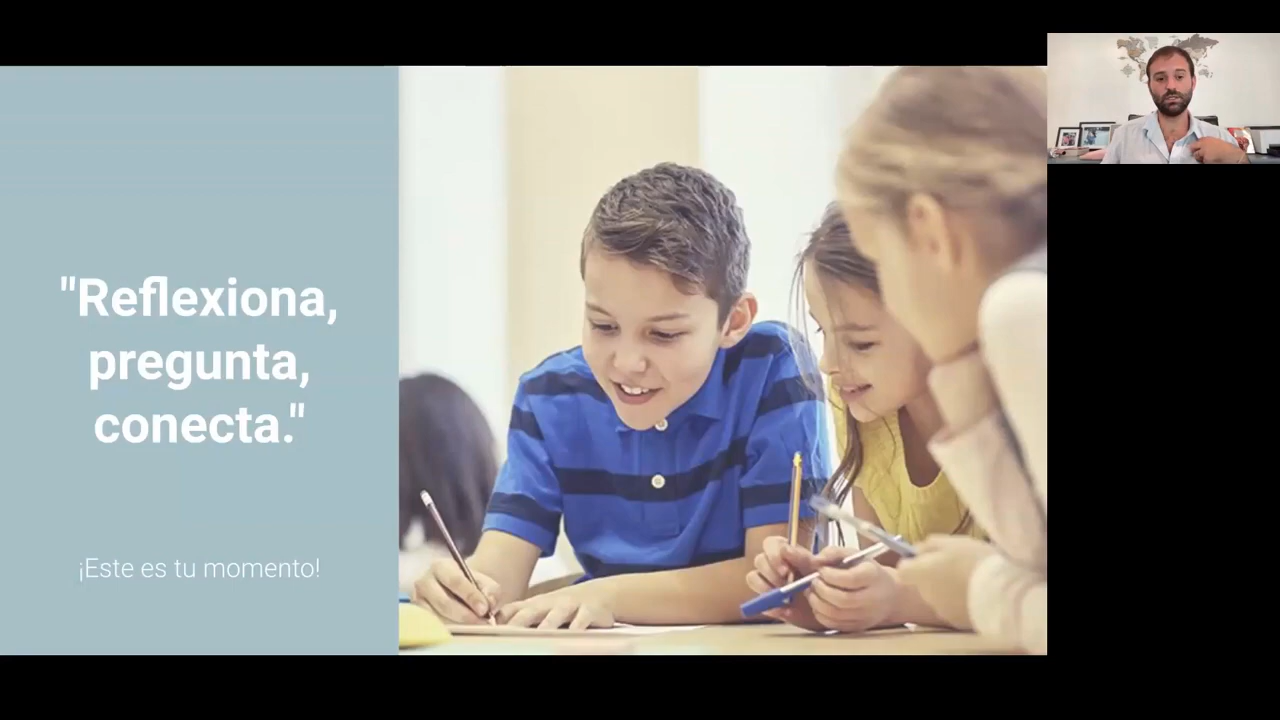 "Reflexiona,
pregunta,
conecta."
¡Este es tu momento!